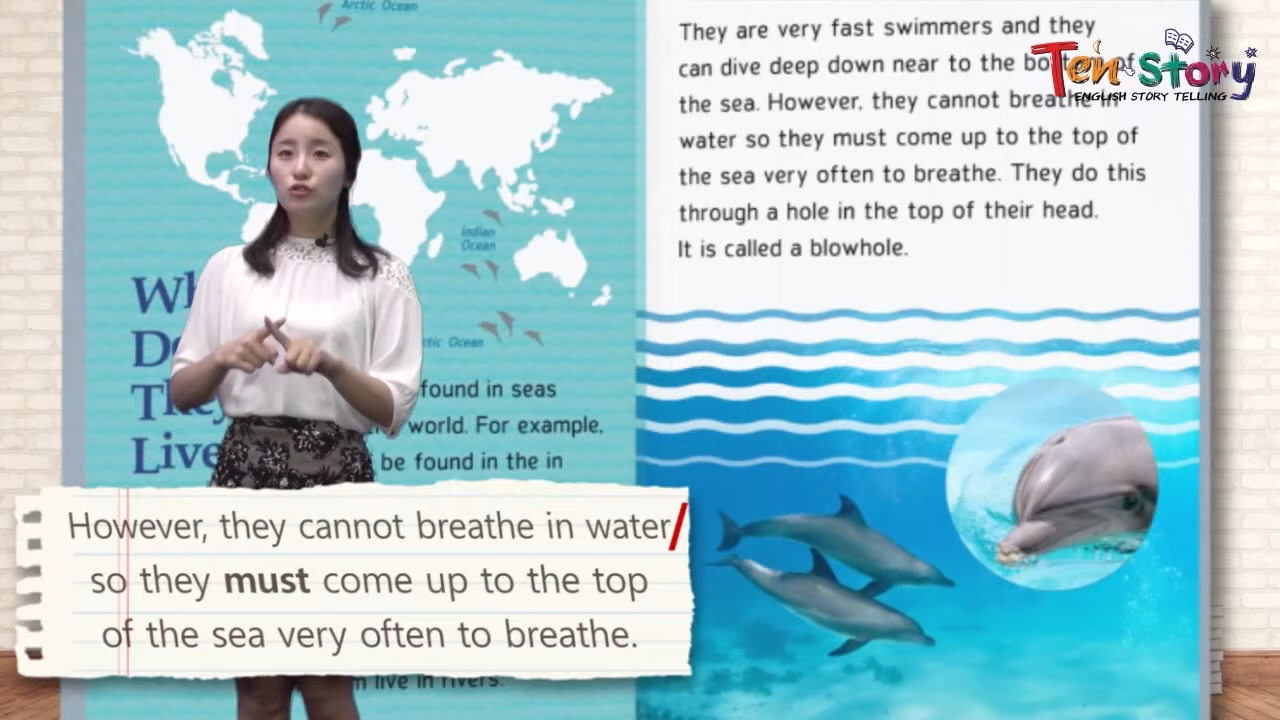 Arctic Ocean
Indian
Ocean
Ocean
found in seas
world. For example,
be found in the in
live in rivers.
They are very fast swimmers and they
can dive deep down near to the of
the sea. However, they cannot breathe in
water so they must come up to the top of
the sea very often to breathe. They do this
through a hole in the top of their head.
It is called a blowhole.
Ten Story
ENGLISH STORY TELLING
However, they cannot breathe in water/
so they must come up to the top
of the sea very often to breathe.